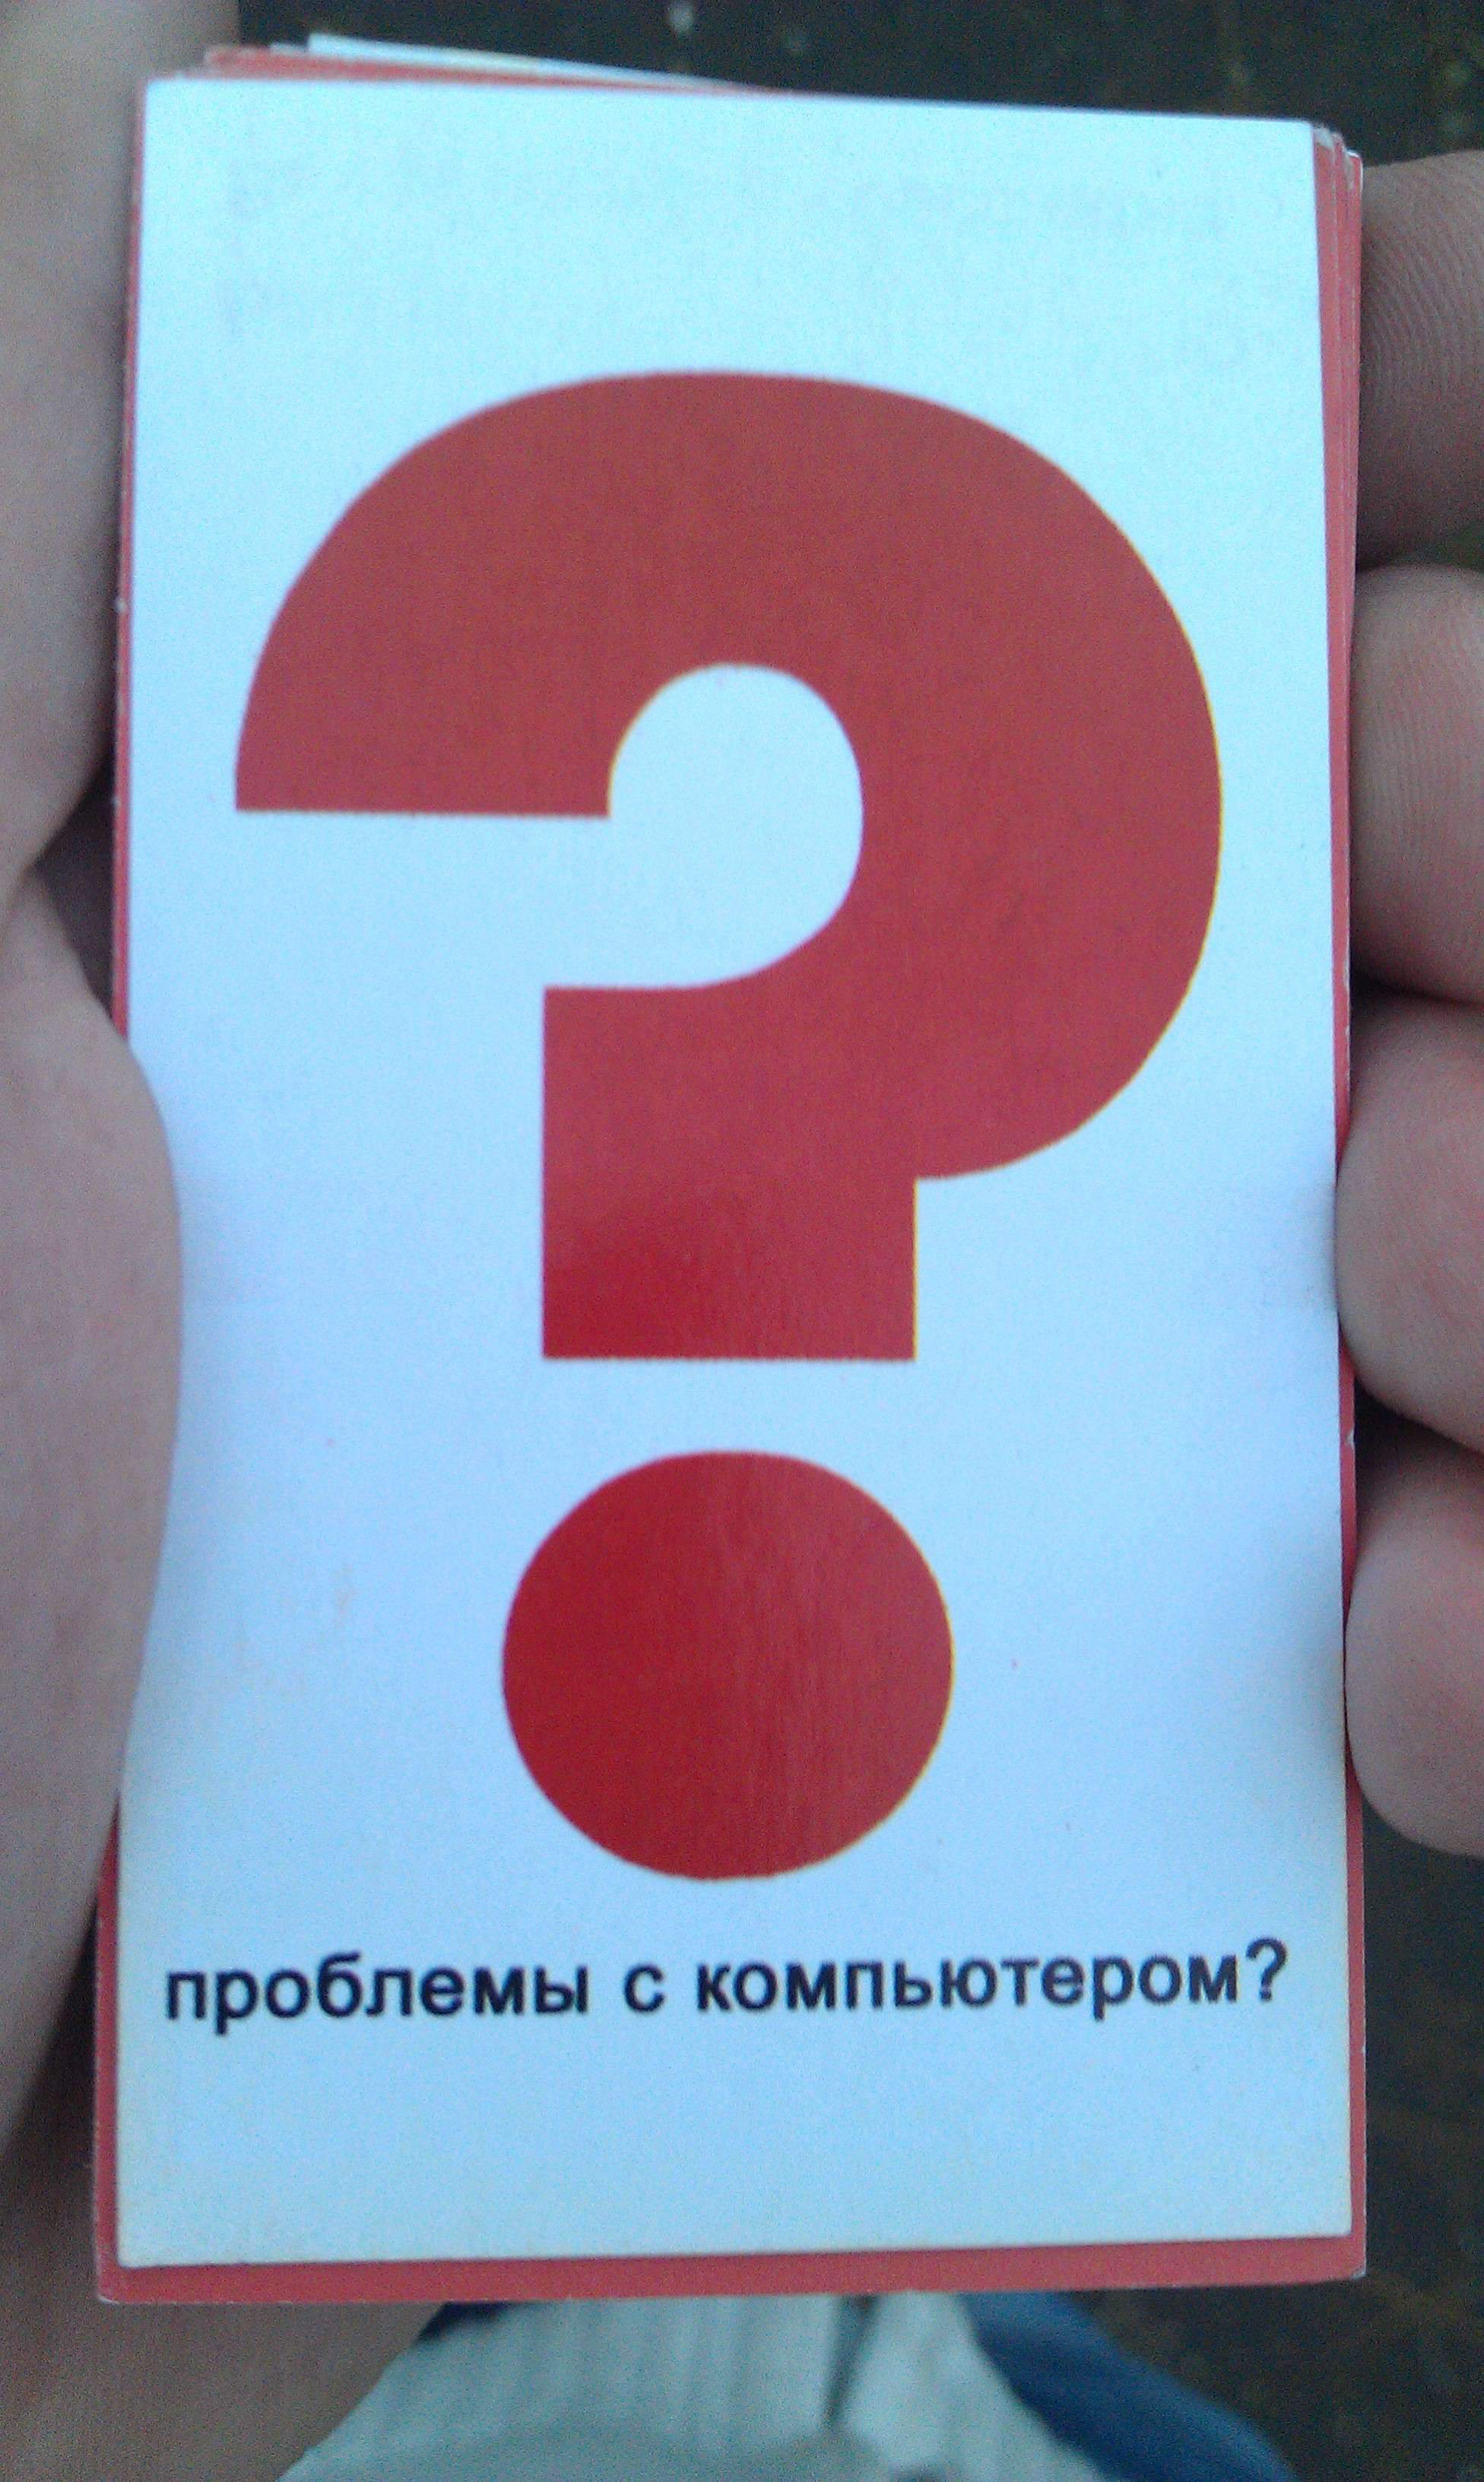 ?
проблемы с компьютером?